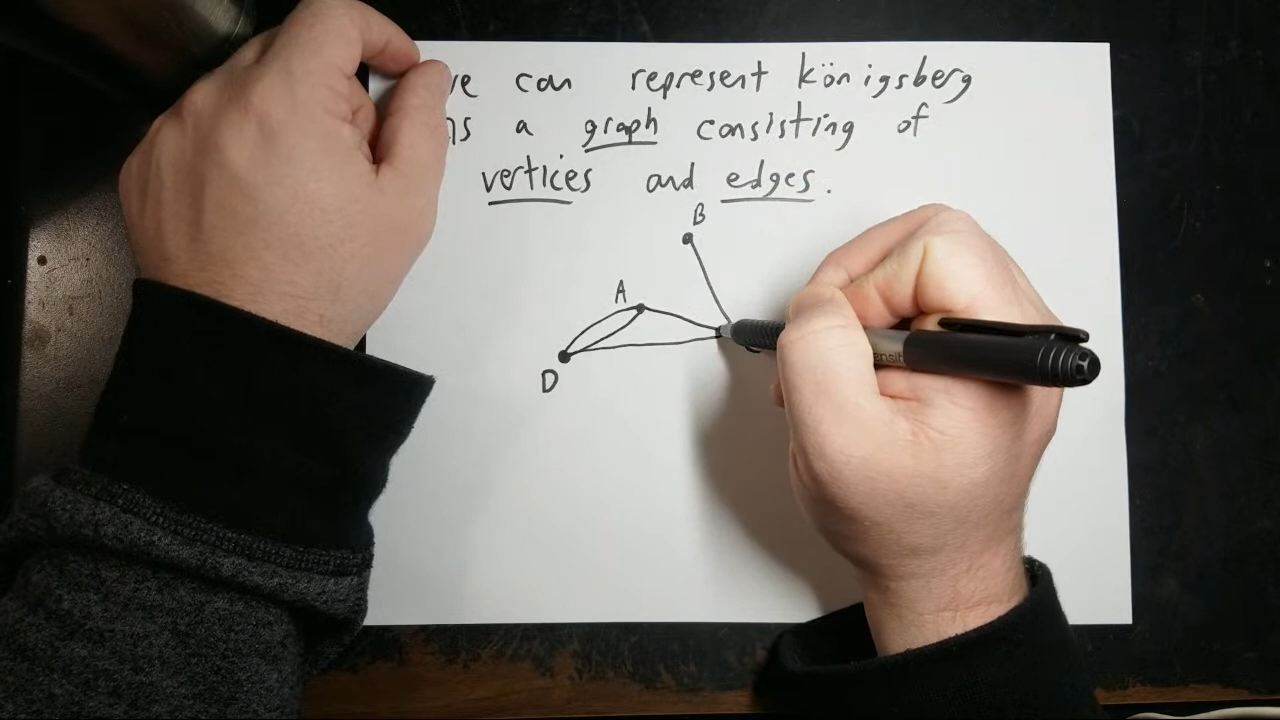 can represent Königsberg
a graph consisting of
vertices and edges.
B
A
D